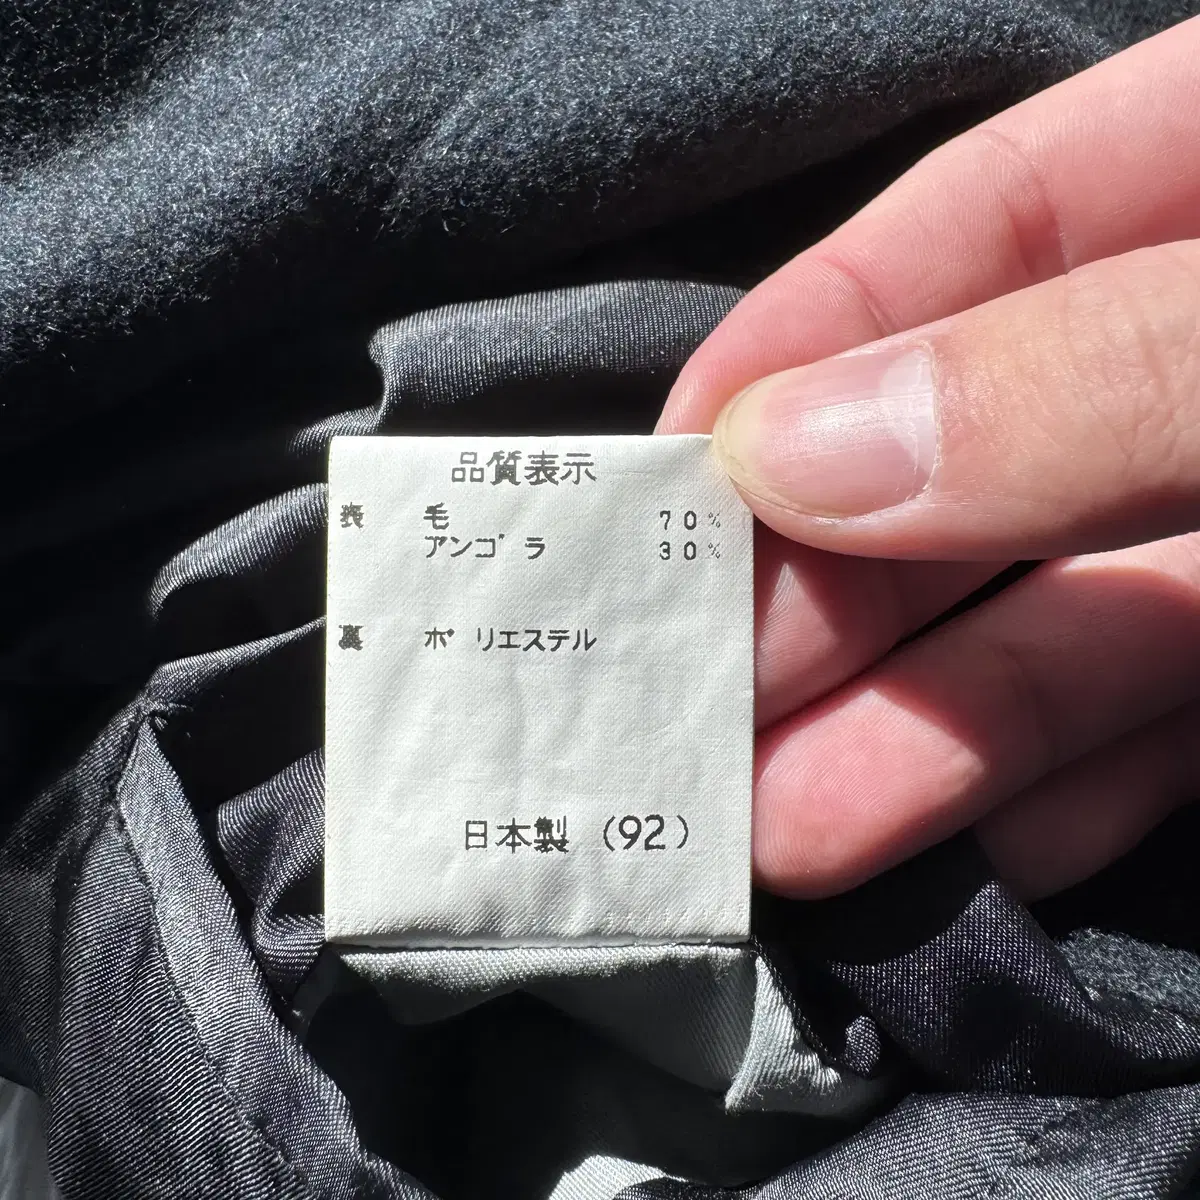 品質表示
表 毛 70%
アンゴラ 30%
裏 ポリエステル
日本製 (92)